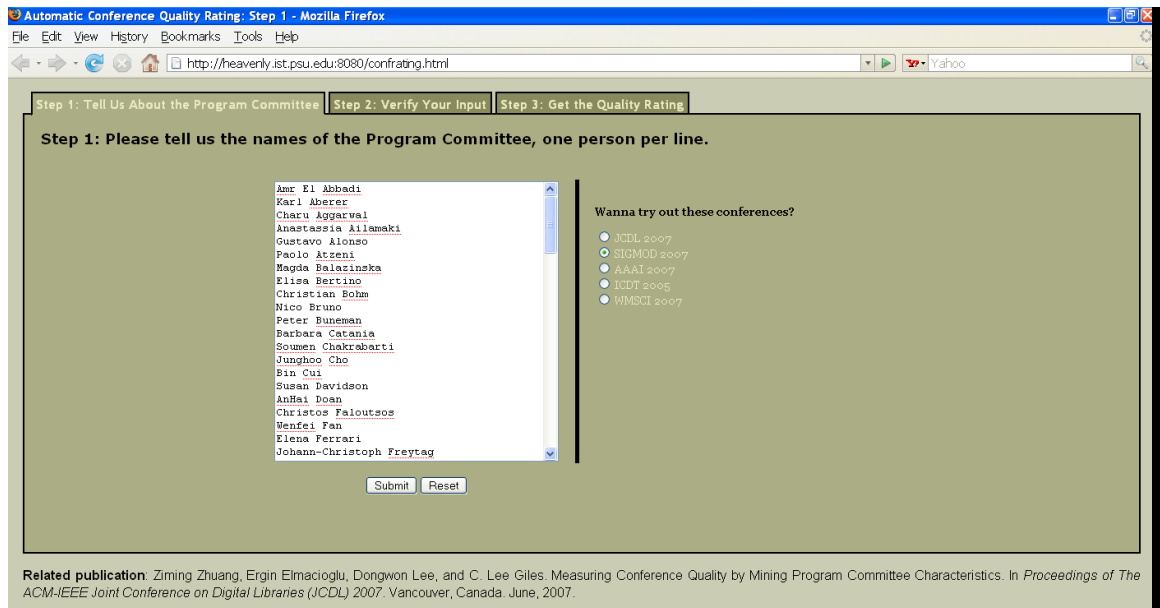 Automatic Conference Quality Rating: Step 1 - Mozilla Firefox
File Edit View History Bookmarks Tools Help
http://heavenly.ist.psu.edu:8080/confrating.html
Yahoo
Step 1: Tell Us About the Program Committee Step 2: Verify Your Input Step 3: Get the Quality Rating
Step 1: Please tell us the names of the Program Committee, one person per line.
Amr El Abbadi
Karl Aberer
Charu Aggarwal
Anastassia Ailamaki
Gustavo Alonso
Paolo Atzeni
Magda Balazinska
Elisa Bertino
Christian Bohm
Nico Bruno
Peter Buneman
Barbara Catania
Soumen Chakrabarti
Junghoo Cho
Bin Cui
Susan Davidson
AnHai Doan
Christos Faloutsos
Wenfei Fan
Elena Ferrari
Johann-Christoph Freytag
Wanna try out these conferences?
JCDL 2007
SIGMOD 2007
AAAI 2007
ICDT 2005
WMSCI 2007
Submit Reset
Related publication: Ziming Zhuang, Ergin Elmacioglu, Dongwon Lee, and C. Lee Giles. Measuring Conference Quality by Mining Program Committee Characteristics. In Proceedings of The
ACM-IEEE Joint Conference on Digital Libraries (JCDL) 2007. Vancouver, Canada. June, 2007.